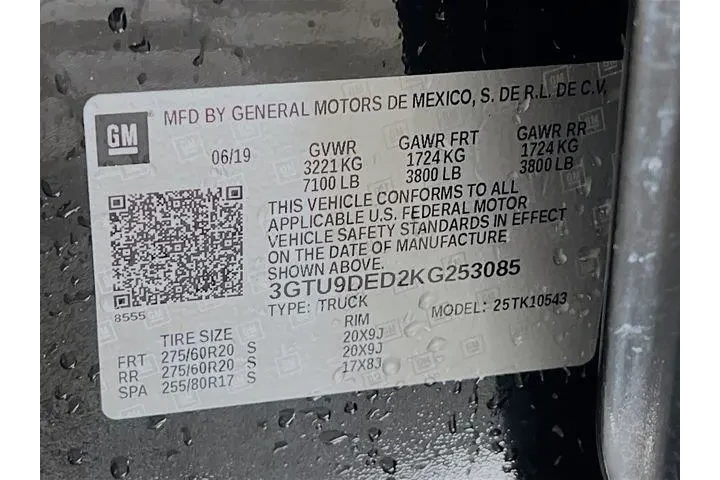 MFD BY GENERAL MOTORS DE MEXICO, S. DE R.L. DE C.V,
GM
06/19
GVWR GAWR FRT GAWR RR
3221 KG 1724 KG 1724 KG
7100 LB 3800 LB 3800 LB
THIS VEHICLE CONFORMS TO ALL
APPLICABLE U.S. FEDERAL MOTOR
VEHICLE SAFETY STANDARDS IN EFFECT
ON THE DATE OF MANUFACTURE
SHOWN ABOVE.
3GTU9DED2KG253085
8555
TYPE: TRUCK MODEL: 25TK10543
TIRE SIZE RIM
FRT 275/60R20 S 20X9J
RR 275/60R20 S 20X9J
SPA 255/80R17 S 17X8J